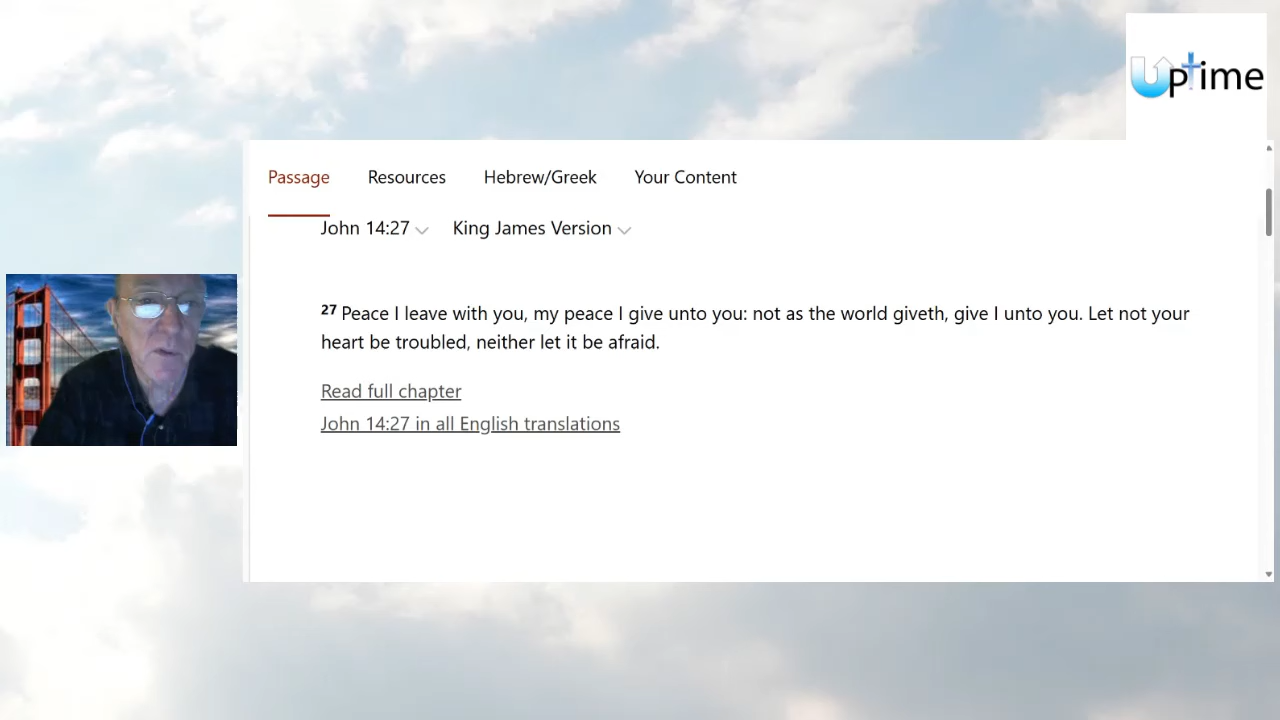 Uptime
Passage Resources Hebrew/Greek Your Content
John 14:27 King James Version
27 Peace I leave with you, my peace I give unto you: not as the world giveth, give I unto you. Let not your
heart be troubled, neither let it be afraid.
Read full chapter
John 14:27 in all English translations